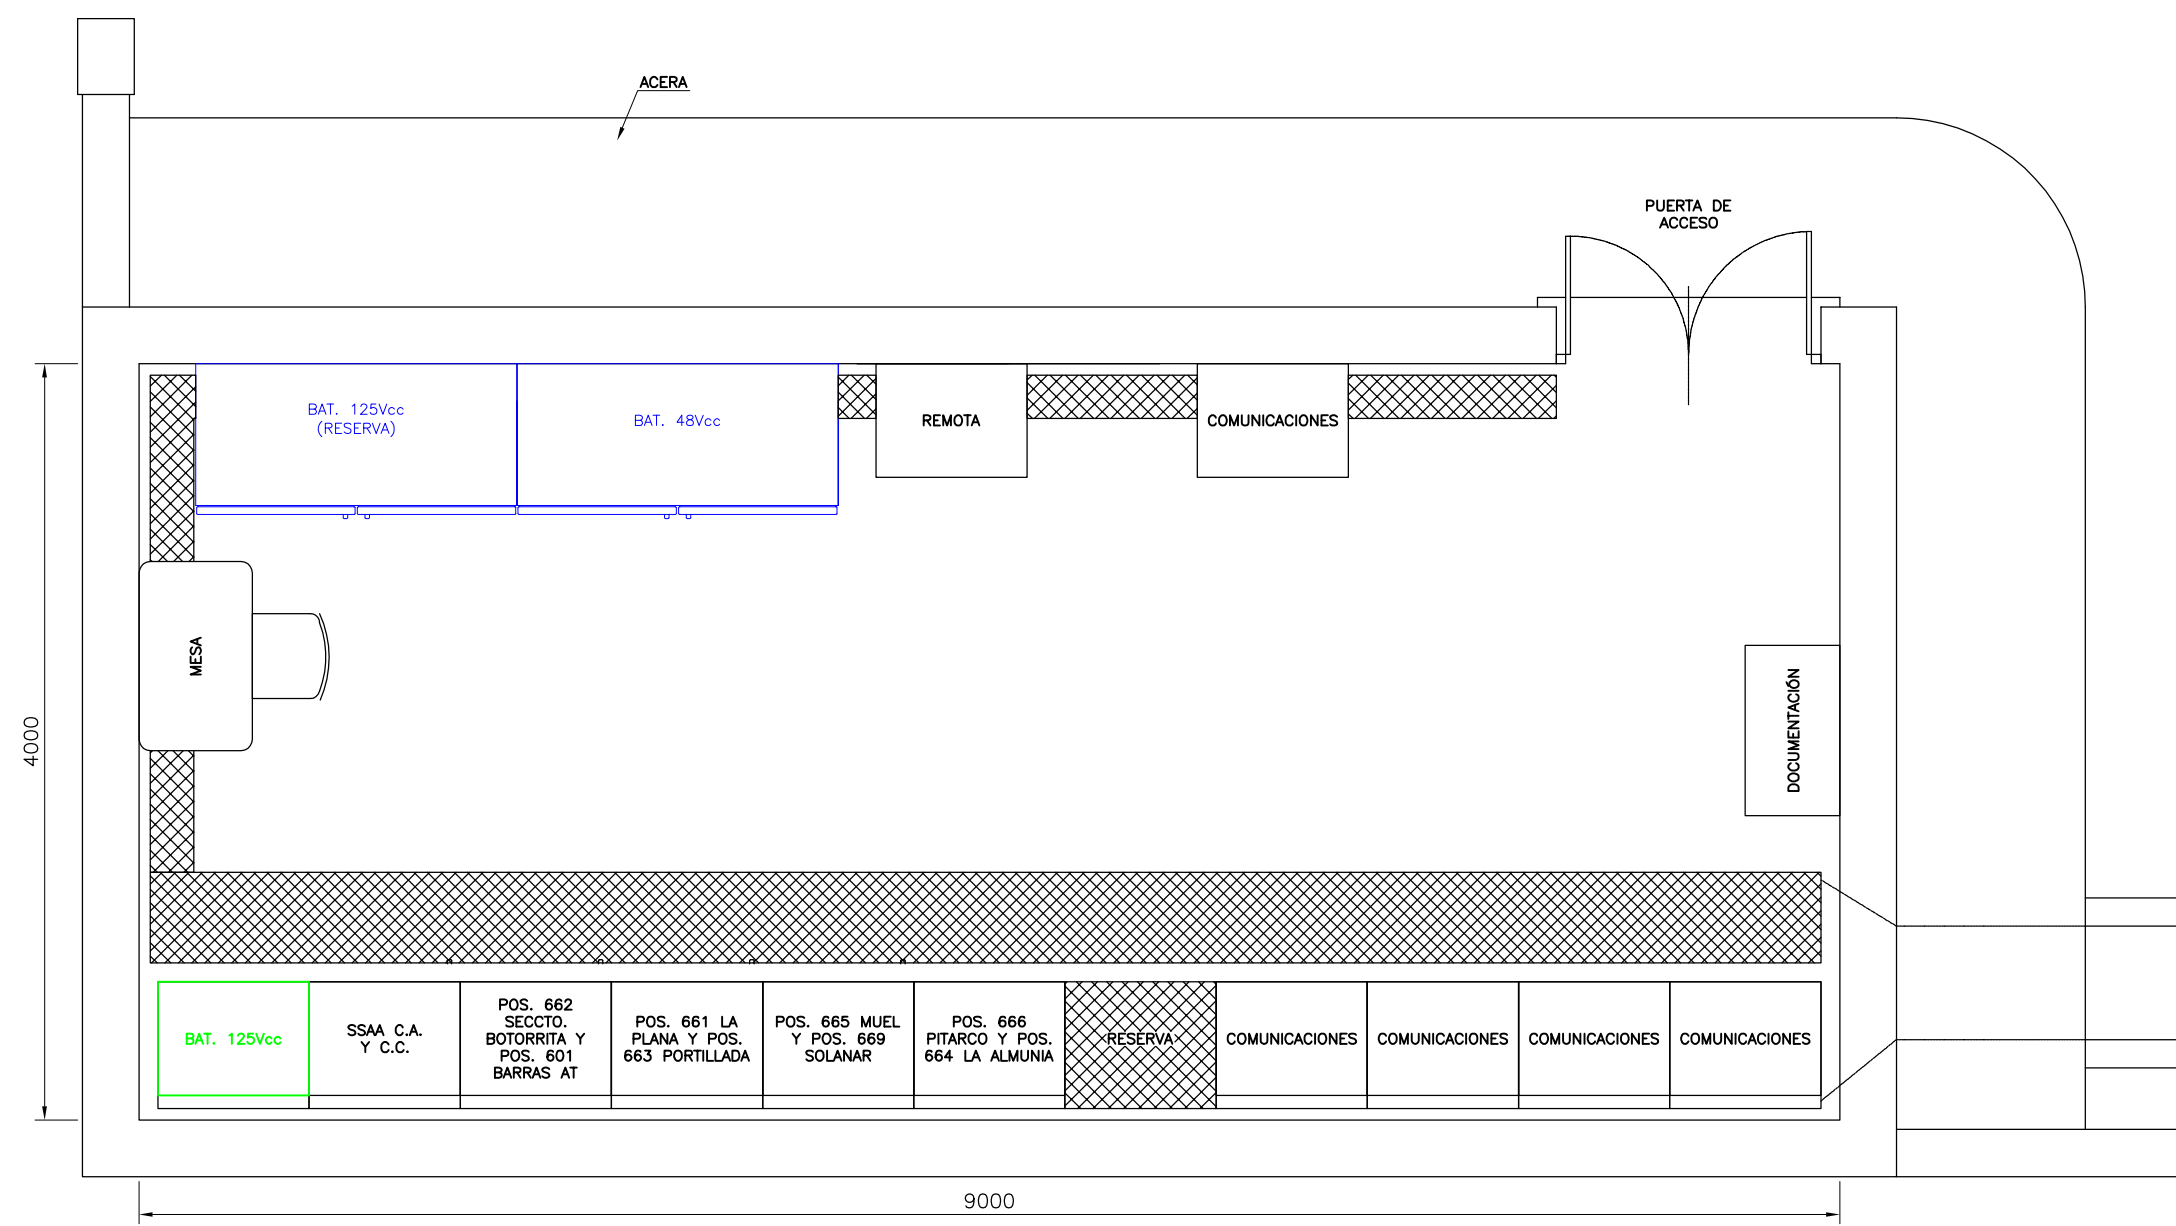 ACERA
PUERTA DE
ACCESO
BAT. 125Vcc
(RESERVA)
BAT. 48Vcc
REMOTA
COMUNICACIONES
MESA
DOCUMENTACIÓN
4000
BAT. 125Vcc
SSAA C.A.
Y C.C.
POS. 662
SECCTO.
BOTORRITA Y
POS. 601
BARRAS AT
POS. 661 LA
PLANA Y POS.
663 PORTILLADA
POS. 665 MUEL
Y POS. 669
SOLANAR
POS. 666
PITARCO Y POS.
664 LA ALMUNIA
RESERVA
COMUNICACIONES
COMUNICACIONES
COMUNICACIONES
COMUNICACIONES
9000